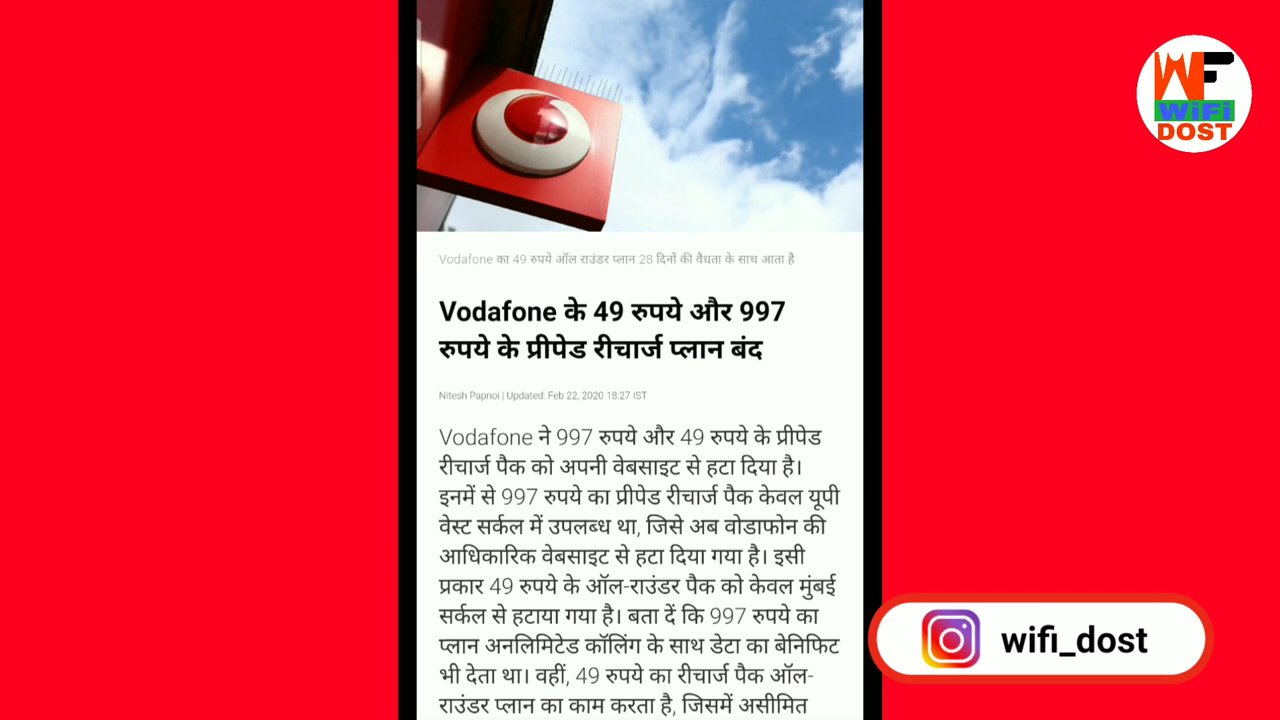 WF
WiFi
DOST
Vodafone का 49 रुपये ऑल राउंडर प्लान 28 दिनों की वैधता के साथ आता है
Vodafone के 49 रुपये और 997
रुपये के प्रीपेड रीचार्ज प्लान बंद
Nitesh Papnoi | Updated: Feb 22, 2020 18:27 IST
Vodafone ने 997 रुपये और 49 रुपये के प्रीपेड
रीचार्ज पैक को अपनी वेबसाइट से हटा दिया है।
इनमें से 997 रुपये का प्रीपेड रीचार्ज पैक केवल यूपी
वेस्ट सर्कल में उपलब्ध था, जिसे अब वोडाफोन की
आधिकारिक वेबसाइट से हटा दिया गया है। इसी
प्रकार 49 रुपये के ऑल-राउंडर पैक को केवल मुंबई
सर्कल से हटाया गया है। बता दें कि 997 रुपये का
प्लान अनलिमिटेड कॉलिंग के साथ डेटा का बेनिफिट
भी देता था। वहीं, 49 रुपये का रीचार्ज पैक ऑल-
राउंडर प्लान का काम करता है, जिसमें असीमित
wifi_dost